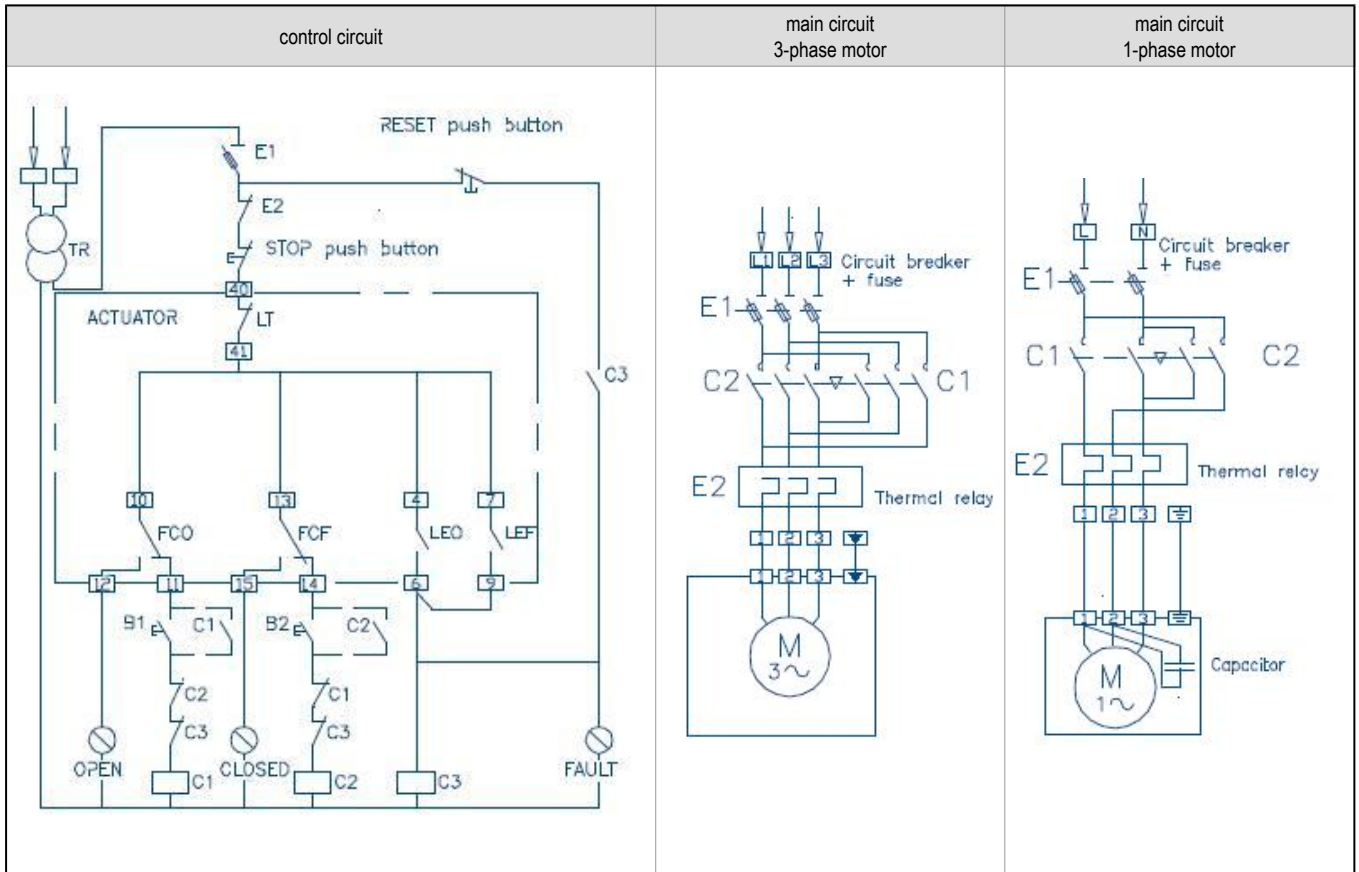 control circuit
main circuit
3-phase motor
main circuit
1-phase motor
RESET push button
E1
E2
TR
STOP push button
40
ACTUATOR
LT
41
C3
10
13
4
7
FCO
FCF
LEO
LEF
12
11
15
14
6
9
B1
C1
B2
C2
C2
C1
C3
C3
OPEN
C1
CLOSED
C2
C3
FAULT
L1
L2
L3
Circuit breaker
+ fuse
E1
C2
C1
E2
Thermal relay
1
2
3
1
2
3
M
3~
L
N
Circuit breaker
+ fuse
E1
C1
C2
E2
Thermal relay
1
2
3
1
2
3
Capacitor
M
1~